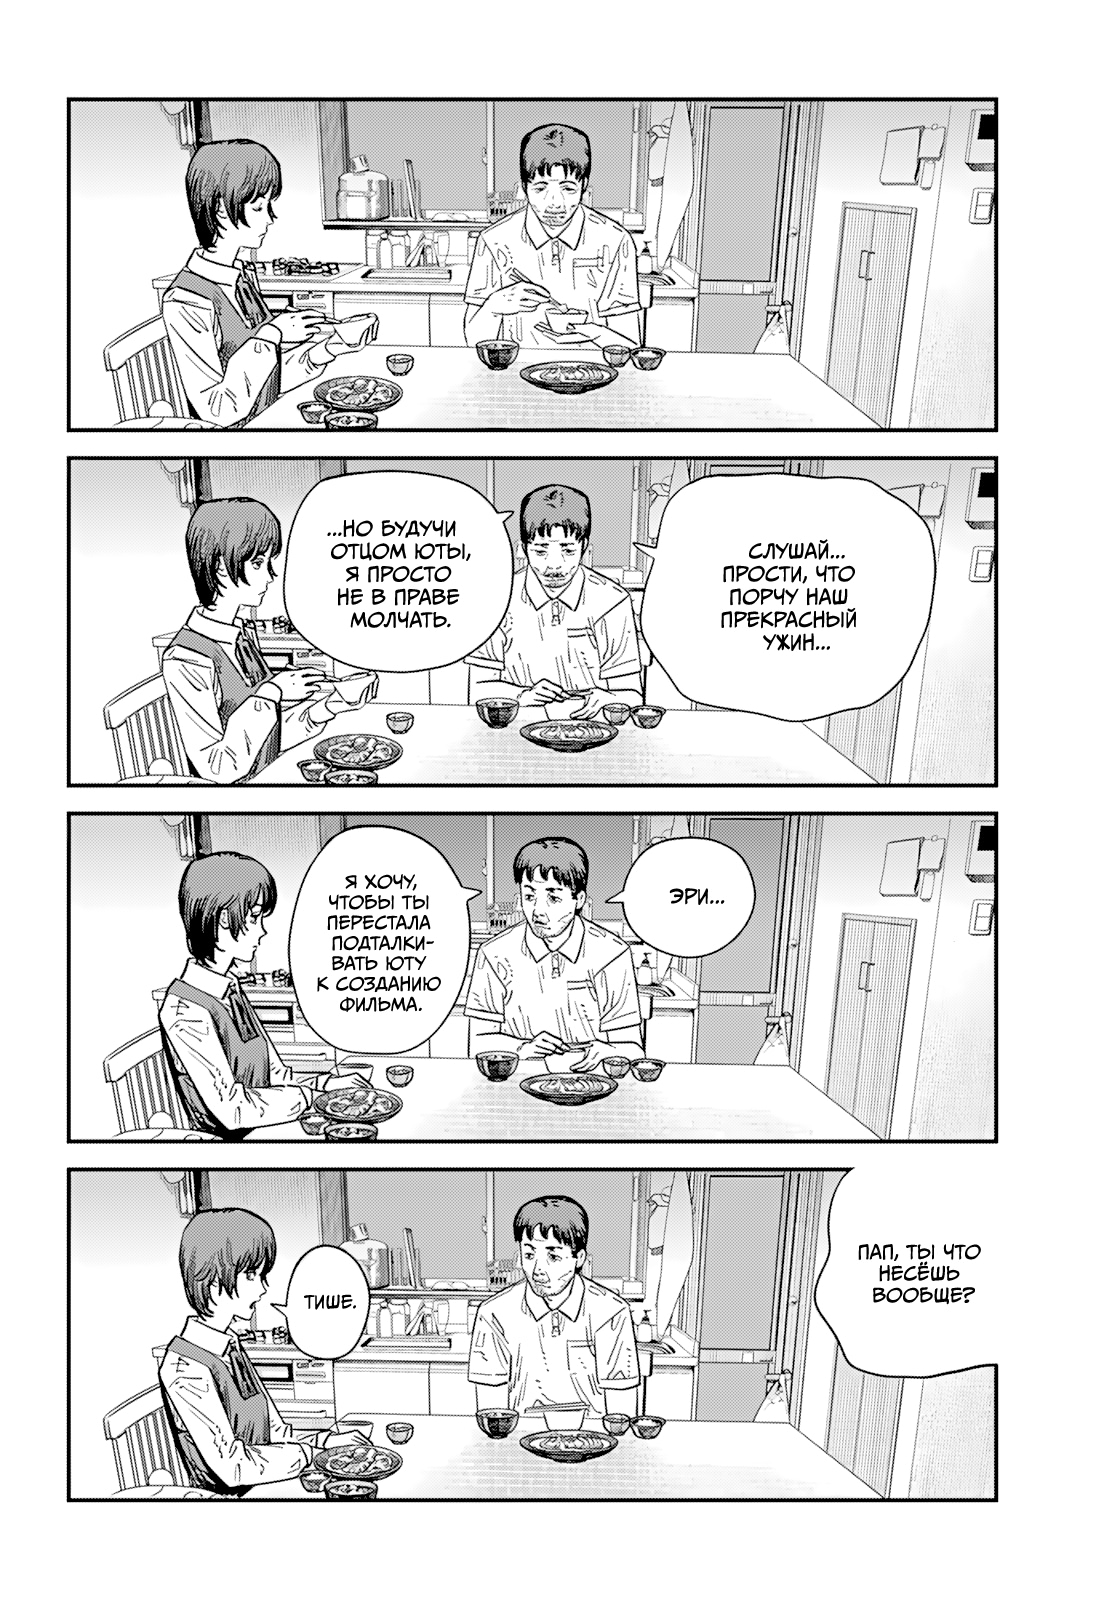 СЛУШАЙ...
ПРОСТИ, ЧТО
ПОРЧУ НАШ
ПРЕКРАСНЫЙ
УЖИН...
...НО БУДУЧИ
ОТЦОМ ЮТЫ,
Я ПРОСТО
НЕ В ПРАВЕ
МОЛЧАТЬ.
ЭРИ...
Я ХОЧУ,
ЧТОБЫ ТЫ
ПЕРЕСТАЛА
ПОДТАЛКИ-
ВАТЬ ЮТУ
К СОЗДАНИЮ
ФИЛЬМА.
ПАП, ТЫ ЧТО
НЕСЁШЬ
ВООБЩЕ?
ТИШЕ.